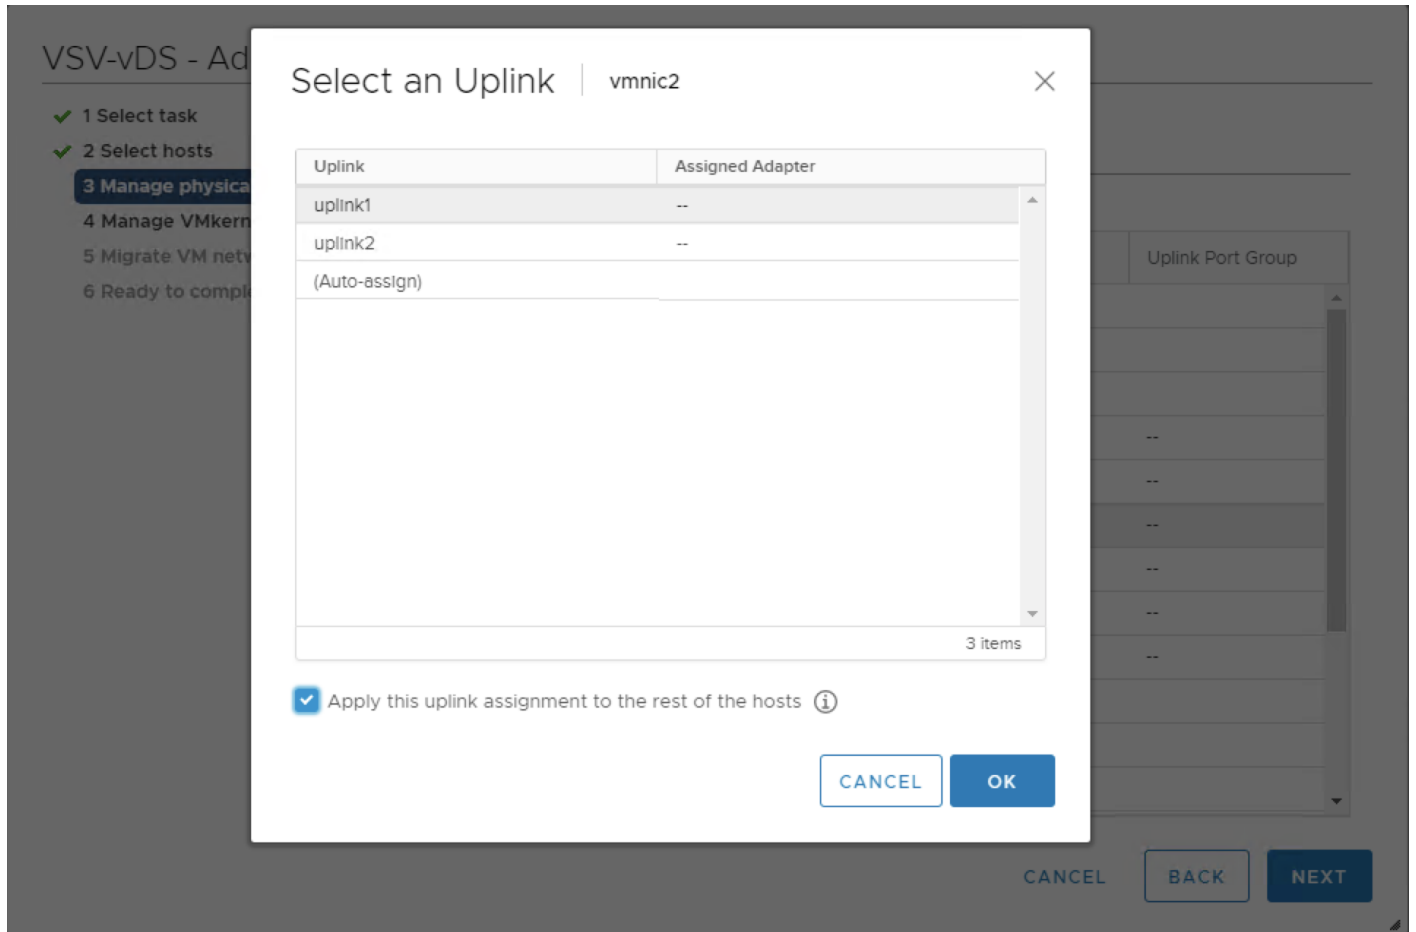 VSV-vDS - Ad
1 Select task
2 Select hosts
3 Manage physica
4 Manage VMkern
5 Migrate VM netw
6 Ready to comple
Select an Uplink | vmnic2
Uplink Assigned Adapter
uplink1 --
uplink2 --
(Auto-assign)
3 items
Apply this uplink assignment to the rest of the hosts
CANCEL OK
Uplink Port Group
--
--
--
--
--
--
CANCEL BACK NEXT